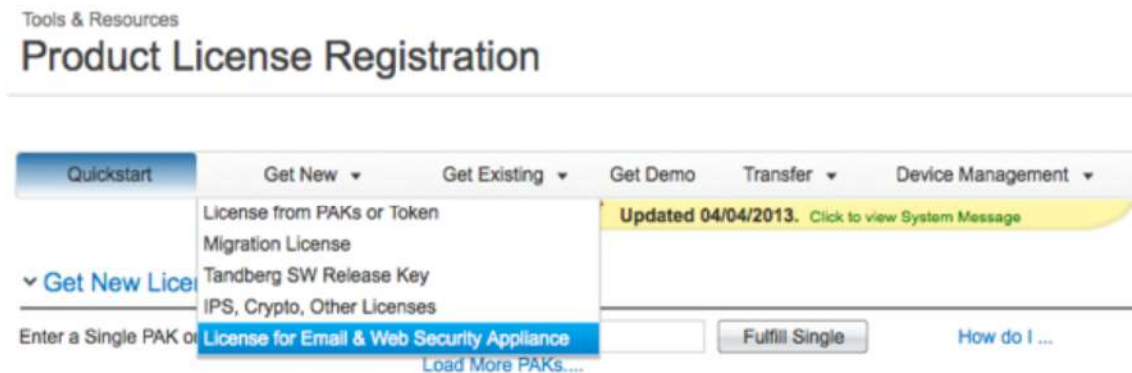 Tools & Resources
Product License Registration
Quickstart Get New Get Existing Get Demo Transfer Device Management
License from PAKs or Token
Updated 04/04/2013. Click to view System Message
Migration License
Tandberg SW Release Key
Get New
IPS, Crypto, Other Licenses
Enter a Single PAK
License for Email & Web Security Appliance
Fulfill Single How do I ...
Load More PAKs....